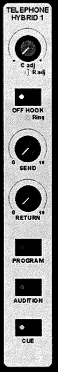 TELEPHONE
HYBRID 1
C adj
R adj
OFF HOOK
Ring
0 10
SEND
0 10
RETURN
PROGRAM
AUDITION
CUE